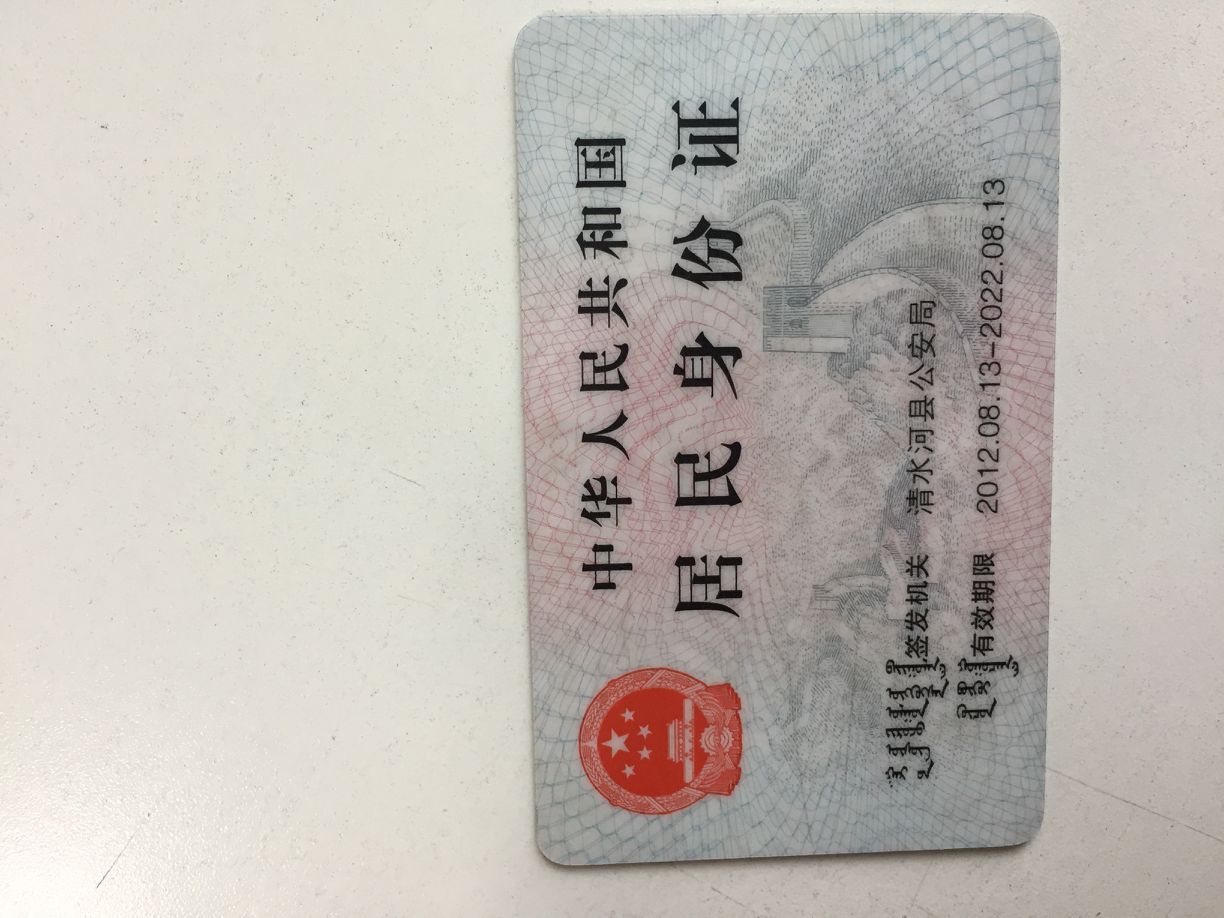 中华人民共和国
居民身份证
签发机关 清水河县公安局
有效期限 2012.08.13-2022.08.13